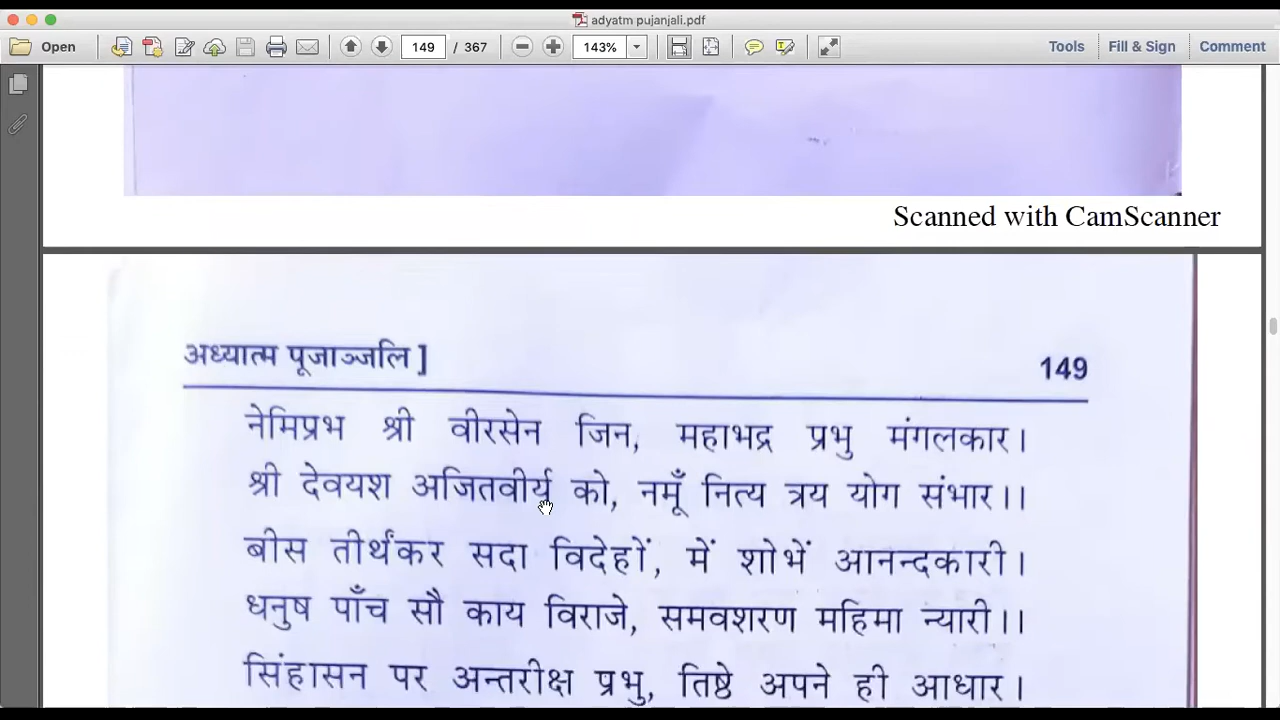 adyatm pujanjali.pdf
Open 149 / 367 143% Tools Fill & Sign Comment
Scanned with CamScanner
अध्यात्म पूजाञ्जलि ] 149
नेमिप्रभ श्री वीरसेन जिन, महाभद्र प्रभु मंगलकार।
श्री देवयश अजितवीर्य को, नमूँ नित्य त्रय योग संभार।।
बीस तीर्थंकर सदा विदेहों, में शोभें आनन्दकारी।
धनुष पाँच सौ काय विराजे, समवशरण महिमा न्यारी।।
सिंहासन पर अन्तरीक्ष प्रभु, तिष्ठे अपने ही आधार।